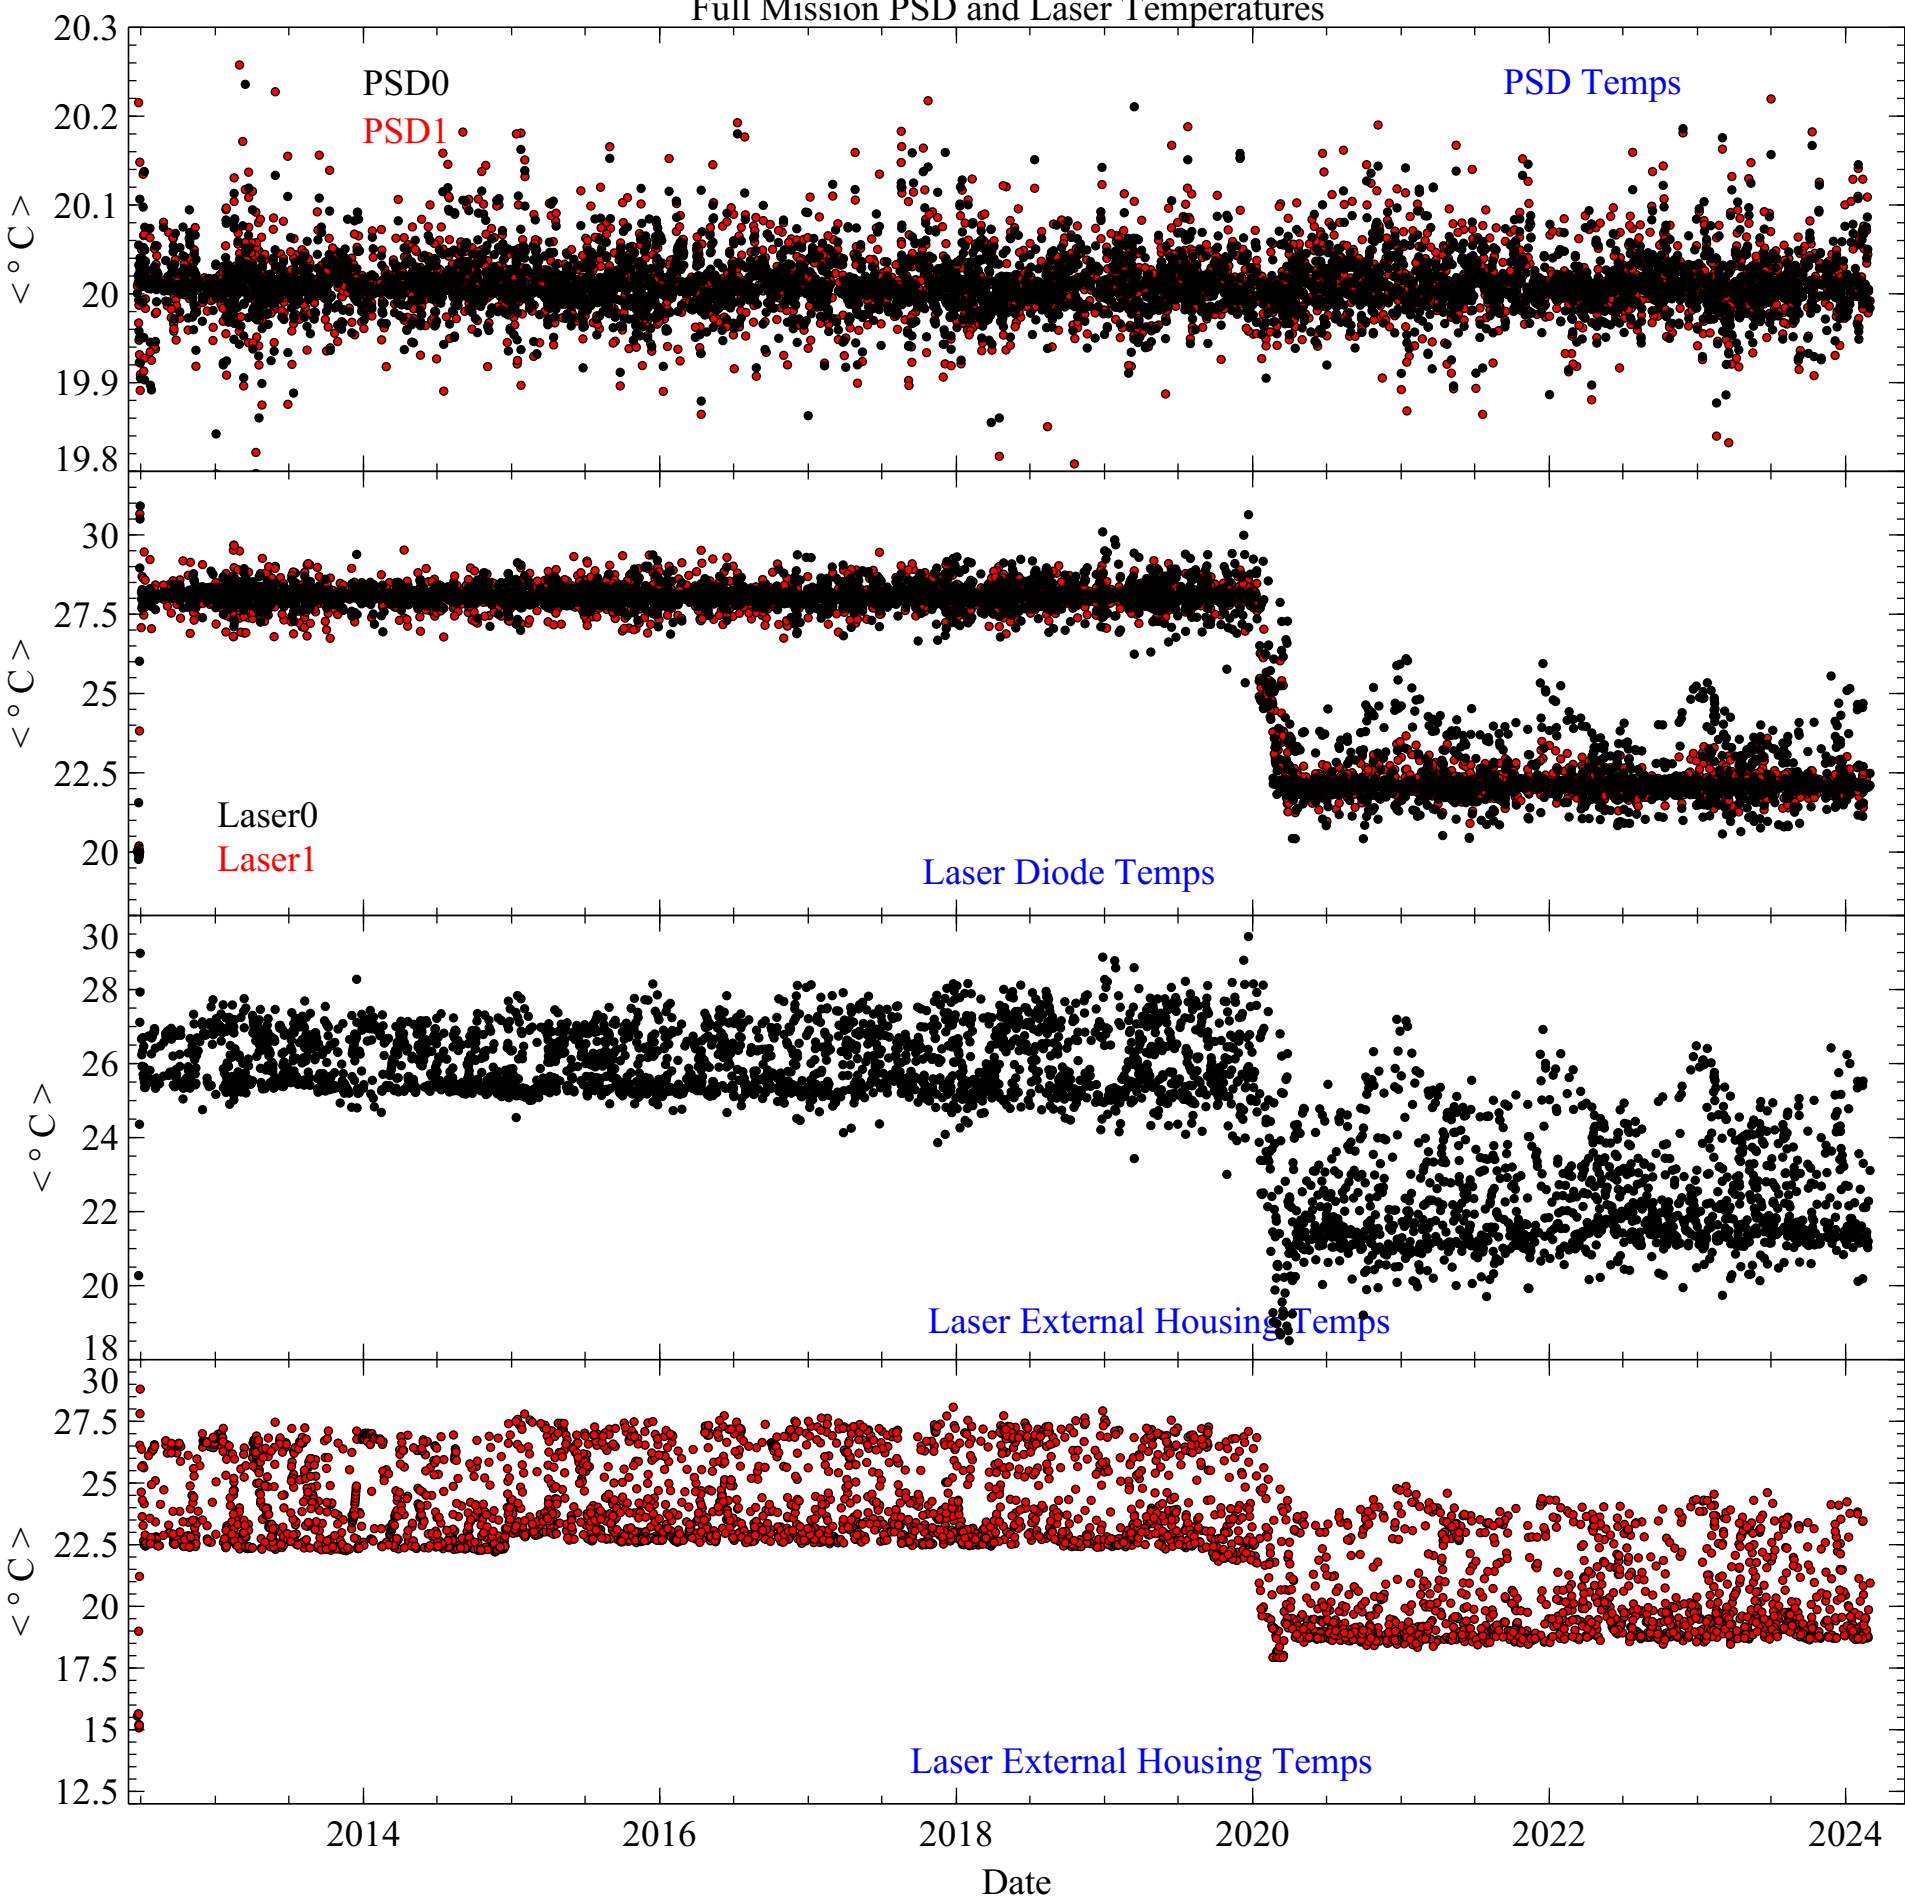 Full Mission PSD and Laser Temperatures
20.3
20.2
20.1
20
19.9
19.8
< ° C >
PSD0
PSD1
PSD Temps
30
27.5
25
22.5
20
< ° C >
Laser0
Laser1
Laser Diode Temps
30
28
26
24
22
20
18
< ° C >
Laser External Housing Temps
30
27.5
25
22.5
20
17.5
15
12.5
< ° C >
Laser External Housing Temps
2014 2016 2018 2020 2022 2024
Date